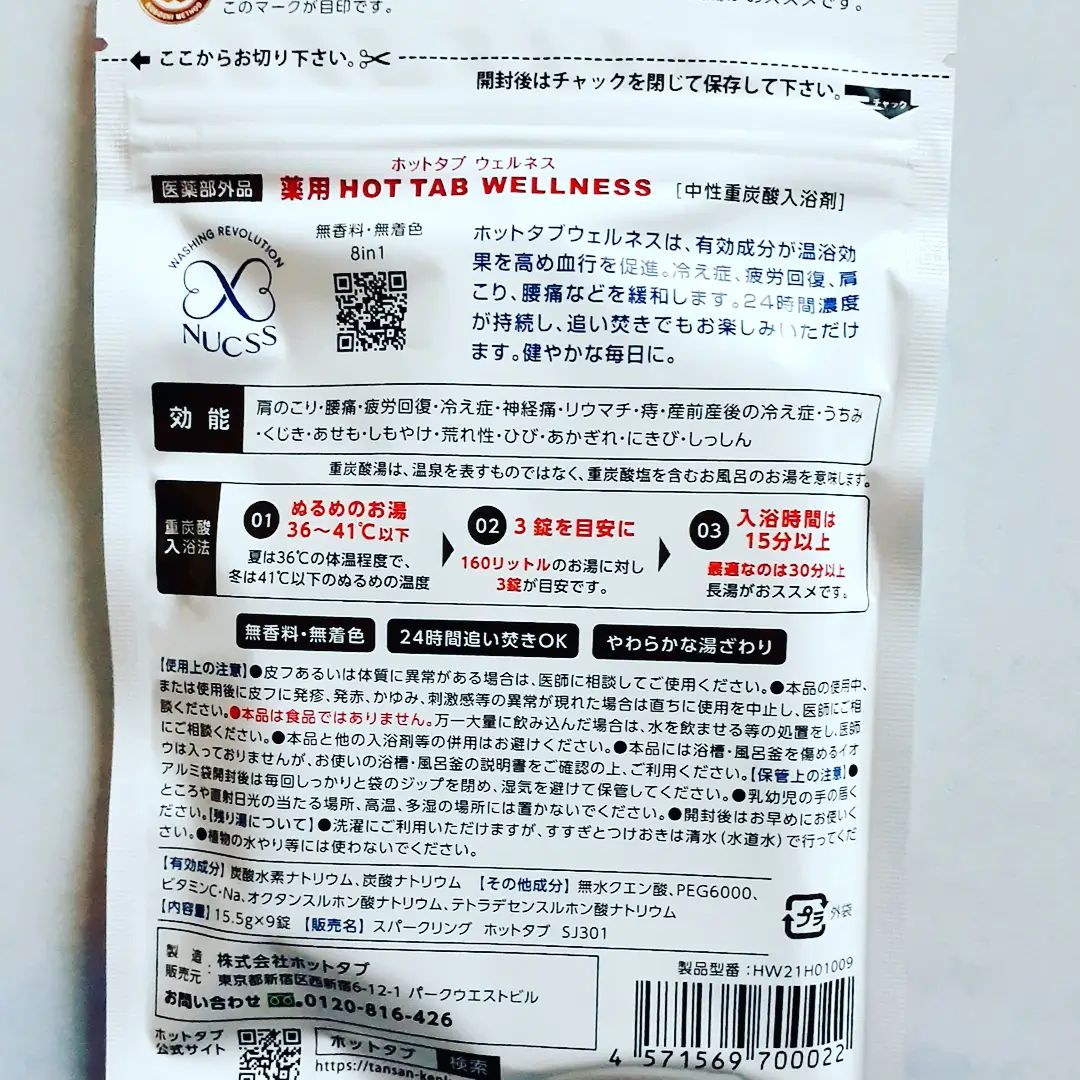 このマークが目印です。
ここからお切り下さい。
開封後はチャックを閉じて保存して下さい。
チャック
ホットタブ ウェルネス
医薬部外品 薬用 HOT TAB WELLNESS [中性重炭酸入浴剤]
WASHING REVOLUTION
NUCSS
無香料・無着色
8in1
ホットタブウェルネスは、有効成分が温浴効
果を高め血行を促進。冷え症、疲労回復、肩
こり、腰痛などを緩和します。24時間濃度
が持続し、追い焚きでもお楽しみいただけ
ます。健やかな毎日に。
効能
肩のこり・腰痛・疲労回復・冷え症・神経痛・リウマチ・痔・産前産後の冷え症・うちみ
・くじき・あせも・しもやけ・荒れ性・ひび・あかぎれ・にきび・しっしん
重炭酸湯は、温泉を表すものではなく、重炭酸塩を含むお風呂のお湯を意味します。
重炭酸
入浴法
01 ぬるめのお湯
36〜41℃以下
夏は36℃の体温程度で、
冬は41℃以下のぬるめの温度
02 3錠を目安に
160リットルのお湯に対し
3錠が目安です。
03 入浴時間は
15分以上
最適なのは30分以上
長湯がおススメです。
無香料・無着色 24時間追い焚きOK やわらかな湯ざわり
【使用上の注意】●皮フあるいは体質に異常がある場合は、医師に相談してご使用ください。●本品の使用中、
または使用後に皮フに発疹、発赤、かゆみ、刺激感等の異常が現れた場合は直ちに使用を中止し、医師にご相
談ください。●本品は食品ではありません。万一大量に飲み込んだ場合は、水を飲ませる等の処置をし、医師
にご相談ください。●本品と他の入浴剤等の併用はお避けください。●本品には浴槽・風呂釜を傷めるイオ
ウは入っておりませんが、お使いの浴槽・風呂釜の説明書をご確認の上、ご利用ください。【保管上の注意】●
アルミ袋開封後は毎回しっかりと袋のジップを閉め、湿気を避けて保管してください。●乳幼児の手の届く
ところや直射日光の当たる場所、高温、多湿の場所には置かないでください。●開封後はお早めにお使いく
ださい。【残り湯について】●洗濯にご利用いただけますが、すすぎとつけおきは清水(水道水)で行ってくだ
さい。●植物の水やり等には使わないでください。
【有効成分】炭酸水素ナトリウム、炭酸ナトリウム 【その他成分】無水クエン酸、PEG6000、
ビタミンC・Na、オクタンスルホン酸ナトリウム、テトラデセンスルホン酸ナトリウム
【内容量】15.5g×9錠 【販売名】スパークリング ホットタブ SJ301
プラ 外袋
製造
販売元 : 株式会社ホットタブ
東京都新宿区西新宿6-12-1 パークウエストビル
お問い合わせ 0120-816-426
製品型番:HW21H01009
4 571569 700022
ホットタブ
公式サイト
ホットタブ 検索